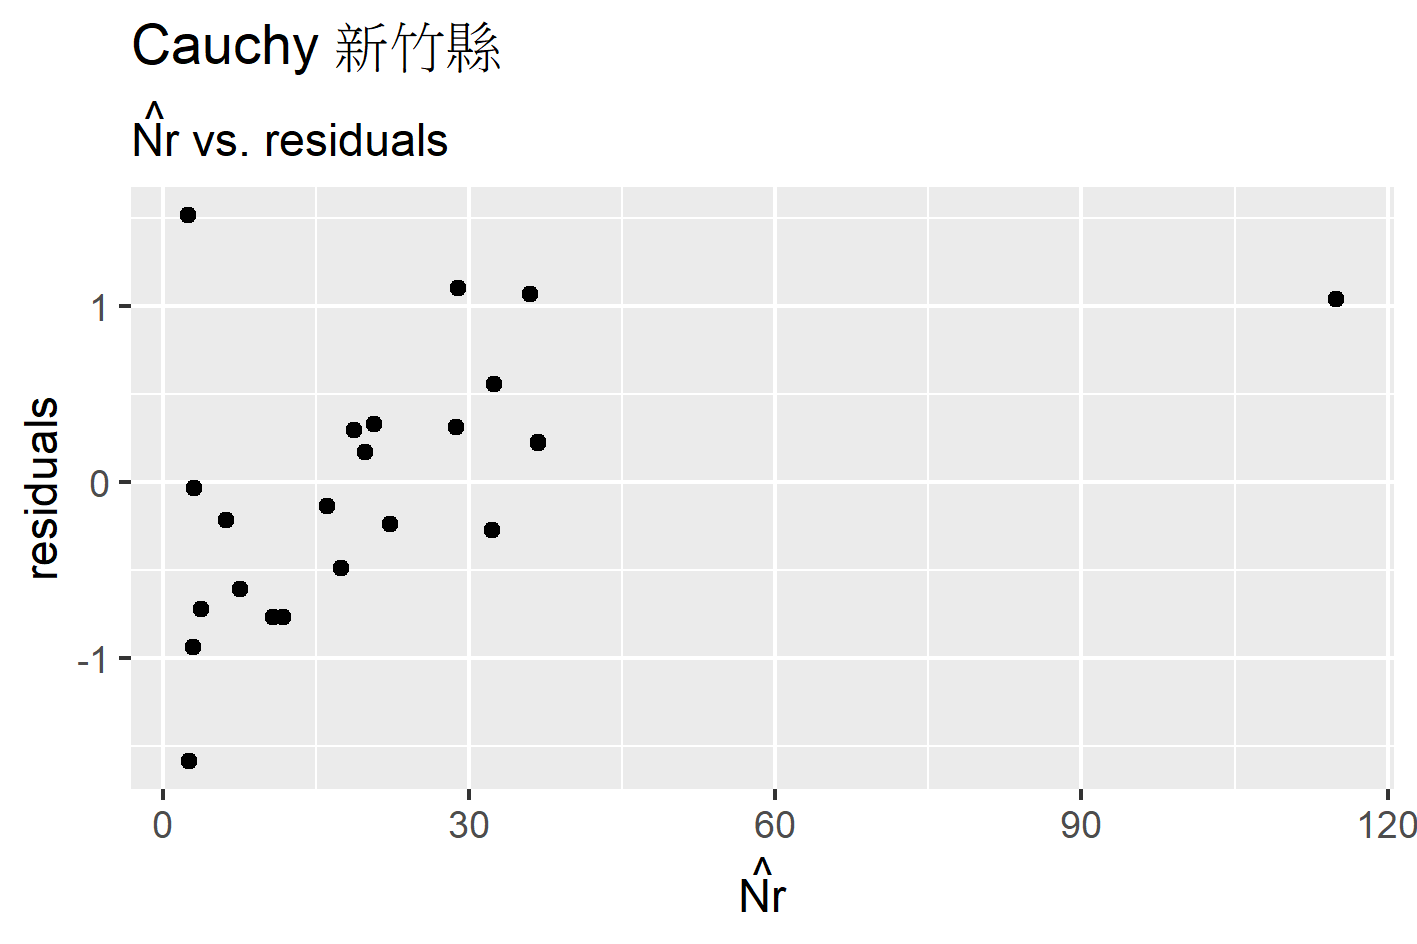 Cauchy 新竹縣
N̂r vs. residuals
1
0
-1
residuals
0 30 60 90 120
N̂r